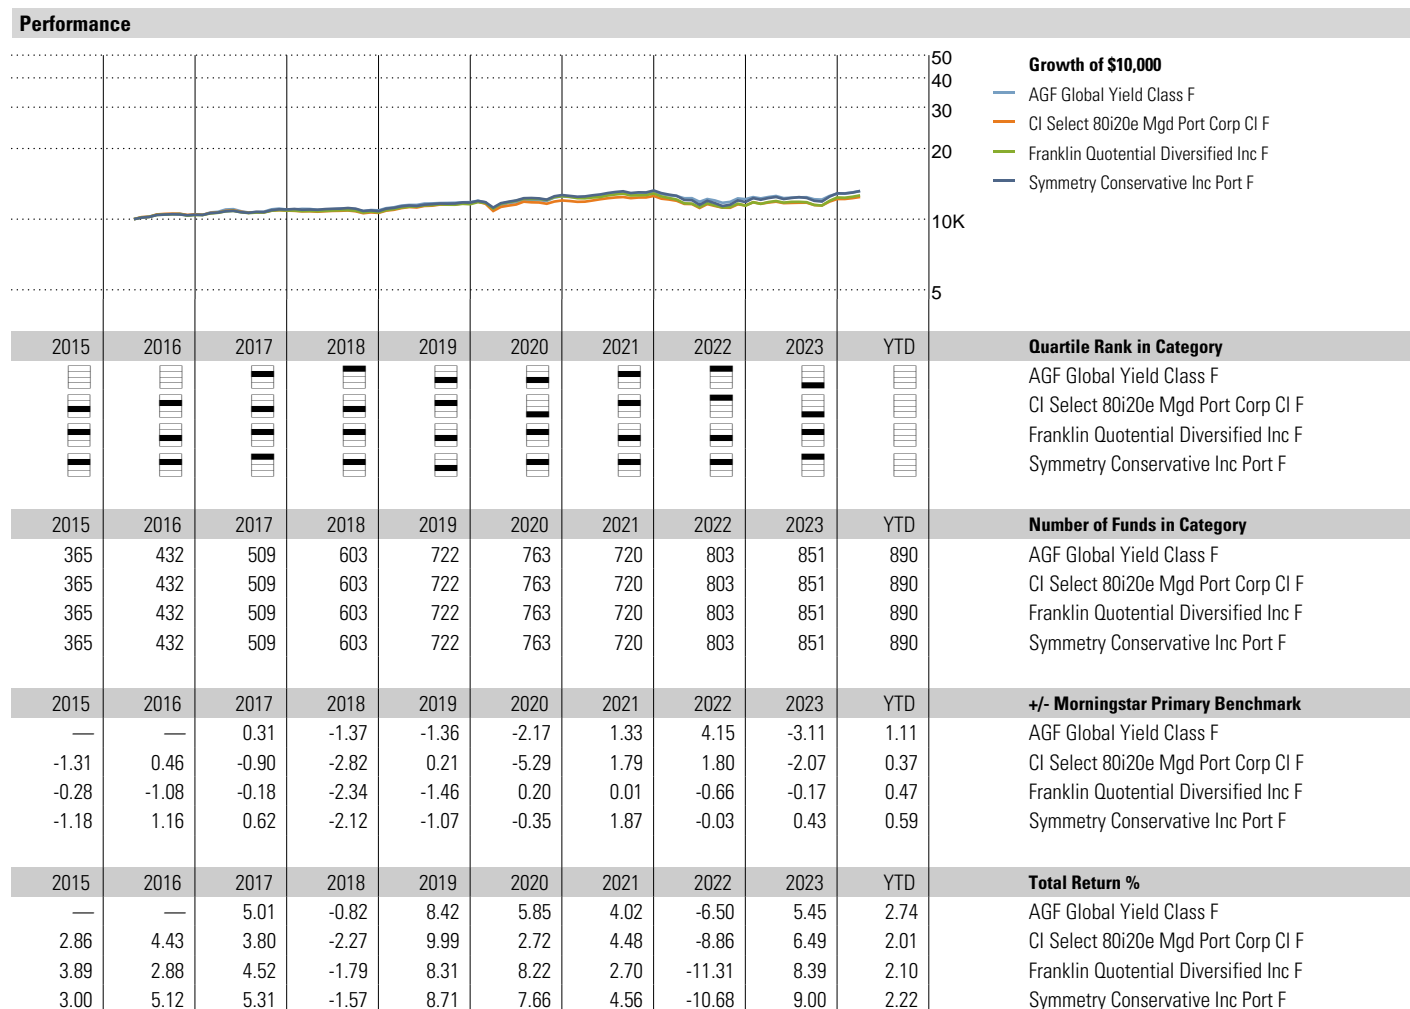 Performance
50
40
30
20
10K
5
Growth of $10,000
AGF Global Yield Class F
CI Select 80i20e Mgd Port Corp Cl F
Franklin Quotential Diversified Inc F
Symmetry Conservative Inc Port F
2015 2016 2017 2018 2019 2020 2021 2022 2023 YTD Quartile Rank in Category
AGF Global Yield Class F
CI Select 80i20e Mgd Port Corp Cl F
Franklin Quotential Diversified Inc F
Symmetry Conservative Inc Port F
2015 2016 2017 2018 2019 2020 2021 2022 2023 YTD Number of Funds in Category
365 432 509 603 722 763 720 803 851 890 AGF Global Yield Class F
365 432 509 603 722 763 720 803 851 890 CI Select 80i20e Mgd Port Corp Cl F
365 432 509 603 722 763 720 803 851 890 Franklin Quotential Diversified Inc F
365 432 509 603 722 763 720 803 851 890 Symmetry Conservative Inc Port F
2015 2016 2017 2018 2019 2020 2021 2022 2023 YTD +/- Morningstar Primary Benchmark
— — 0.31 -1.37 -1.36 -2.17 1.33 4.15 -3.11 1.11 AGF Global Yield Class F
-1.31 0.46 -0.90 -2.82 0.21 -5.29 1.79 1.80 -2.07 0.37 CI Select 80i20e Mgd Port Corp Cl F
-0.28 -1.08 -0.18 -2.34 -1.46 0.20 0.01 -0.66 -0.17 0.47 Franklin Quotential Diversified Inc F
-1.18 1.16 0.62 -2.12 -1.07 -0.35 1.87 -0.03 0.43 0.59 Symmetry Conservative Inc Port F
2015 2016 2017 2018 2019 2020 2021 2022 2023 YTD Total Return %
— — 5.01 -0.82 8.42 5.85 4.02 -6.50 5.45 2.74 AGF Global Yield Class F
2.86 4.43 3.80 -2.27 9.99 2.72 4.48 -8.86 6.49 2.01 CI Select 80i20e Mgd Port Corp Cl F
3.89 2.88 4.52 -1.79 8.31 8.22 2.70 -11.31 8.39 2.10 Franklin Quotential Diversified Inc F
3.00 5.12 5.31 -1.57 8.71 7.66 4.56 -10.68 9.00 2.22 Symmetry Conservative Inc Port F